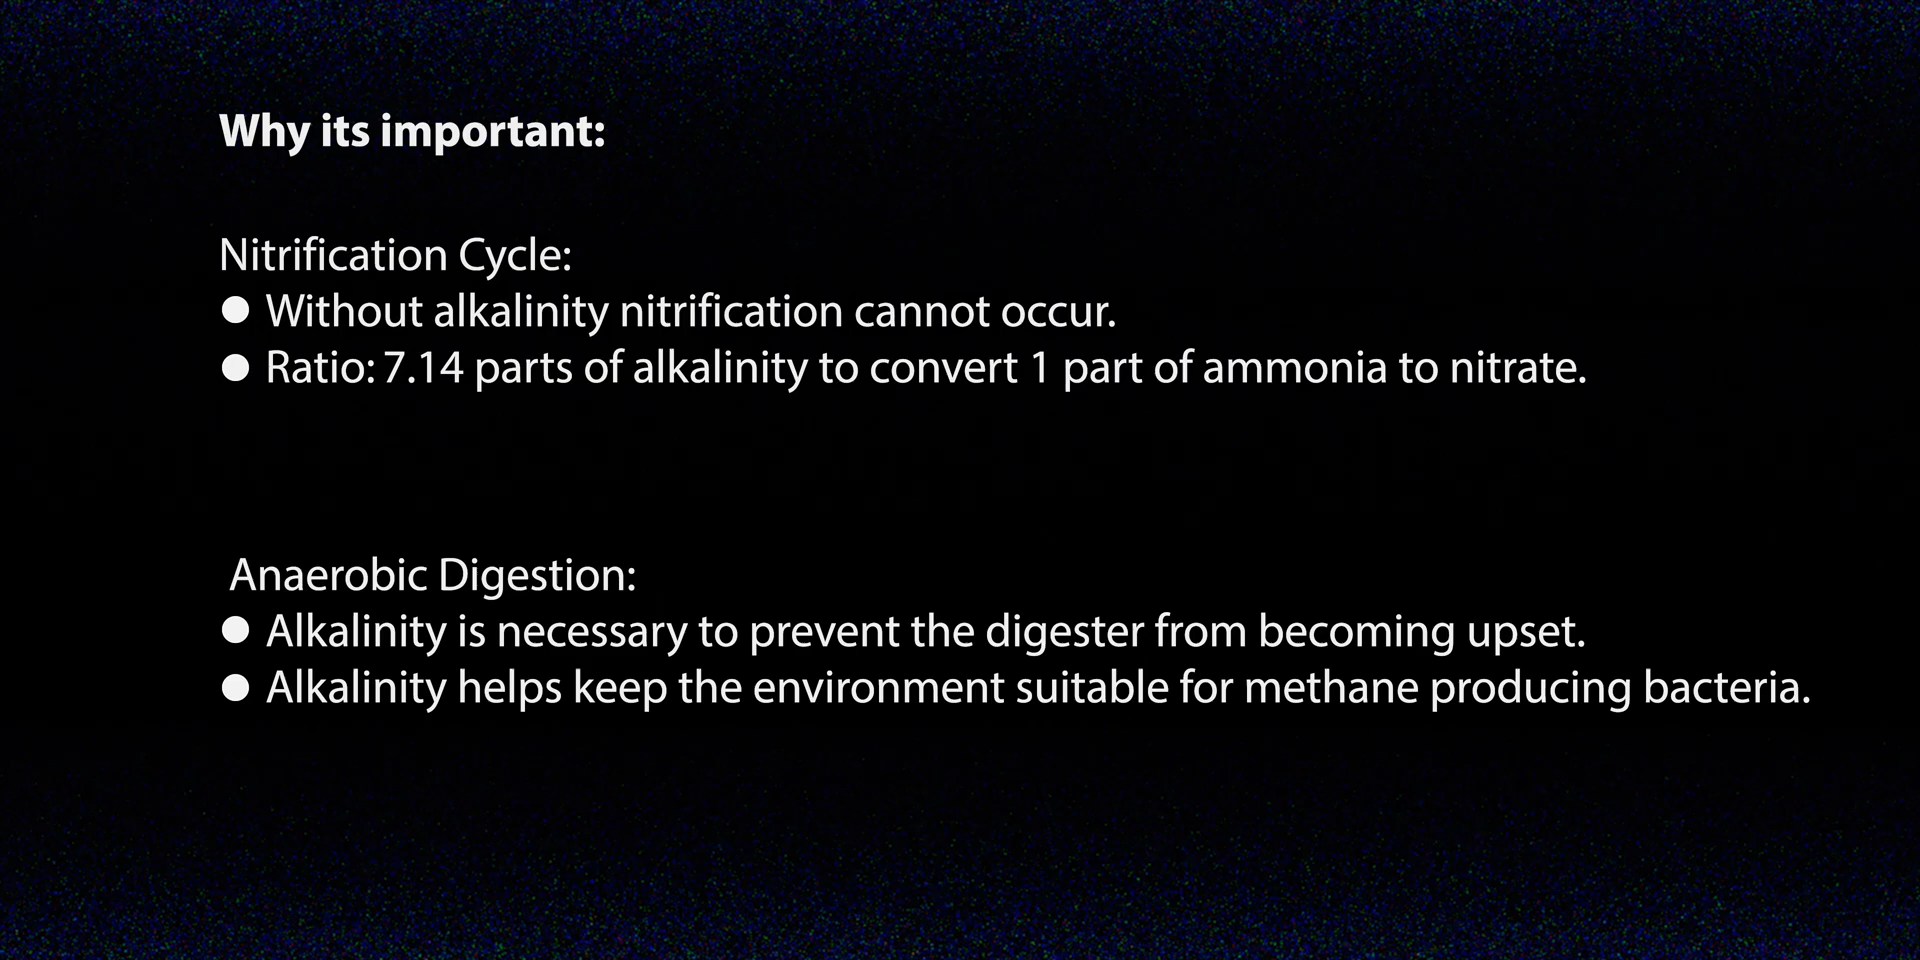 Why its important:
Nitrification Cycle:
● Without alkalinity nitrification cannot occur.
● Ratio: 7.14 parts of alkalinity to convert 1 part of ammonia to nitrate.
Anaerobic Digestion:
● Alkalinity is necessary to prevent the digester from becoming upset.
● Alkalinity helps keep the environment suitable for methane producing bacteria.